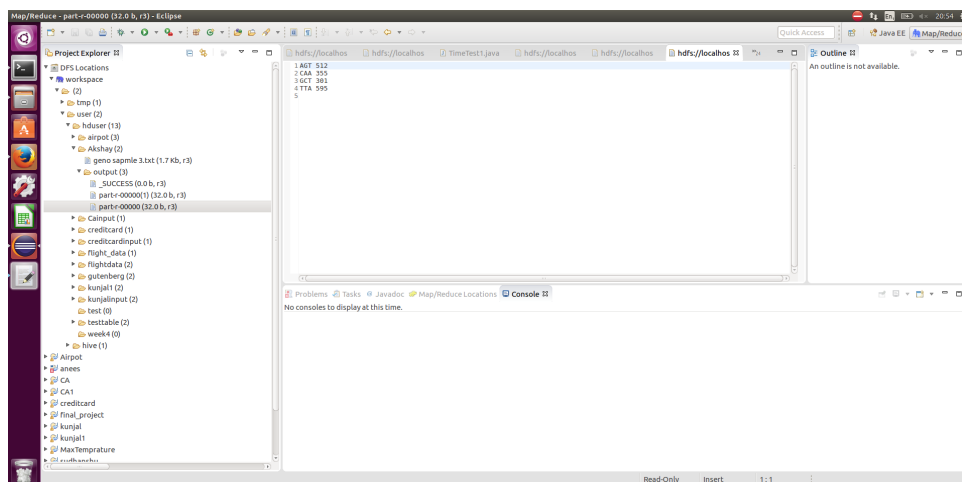 Map/Reduce - part-r-00000 (32.0 b, r3) - Eclipse
En
20:54
Quick Access
Java EE
Map/Reduce
Project Explorer
DFS Locations
workspace
(2)
tmp (1)
user (2)
hduser (13)
airpot (3)
Akshay (2)
geno sapmle 3.txt (1.7 Kb, r3)
output (3)
_SUCCESS (0.0 b, r3)
part-r-00000(1) (32.0 b, r3)
part-r-00000 (32.0 b, r3)
Cainput (1)
creditcard (1)
creditcardinput (1)
flight_data (1)
flightdata (2)
gutenberg (2)
kunjal1 (2)
kunjalinput (2)
test (0)
testtable (2)
week4 (0)
hive (1)
Airpot
anees
CA
CA1
creditcard
final_project
kunjal
kunjal1
MaxTemprature
sudhanshu
hdfs://localhos
hdfs://localhos
TimeTest1.java
hdfs://localhos
hdfs://localhos
hdfs://localhos
1 AGT 512
2 CAA 355
3 GCT 301
4 TTA 595
5
Outline
An outline is not available.
Problems
Tasks
Javadoc
Map/Reduce Locations
Console
No consoles to display at this time.
Read-Only
Insert
1 : 1